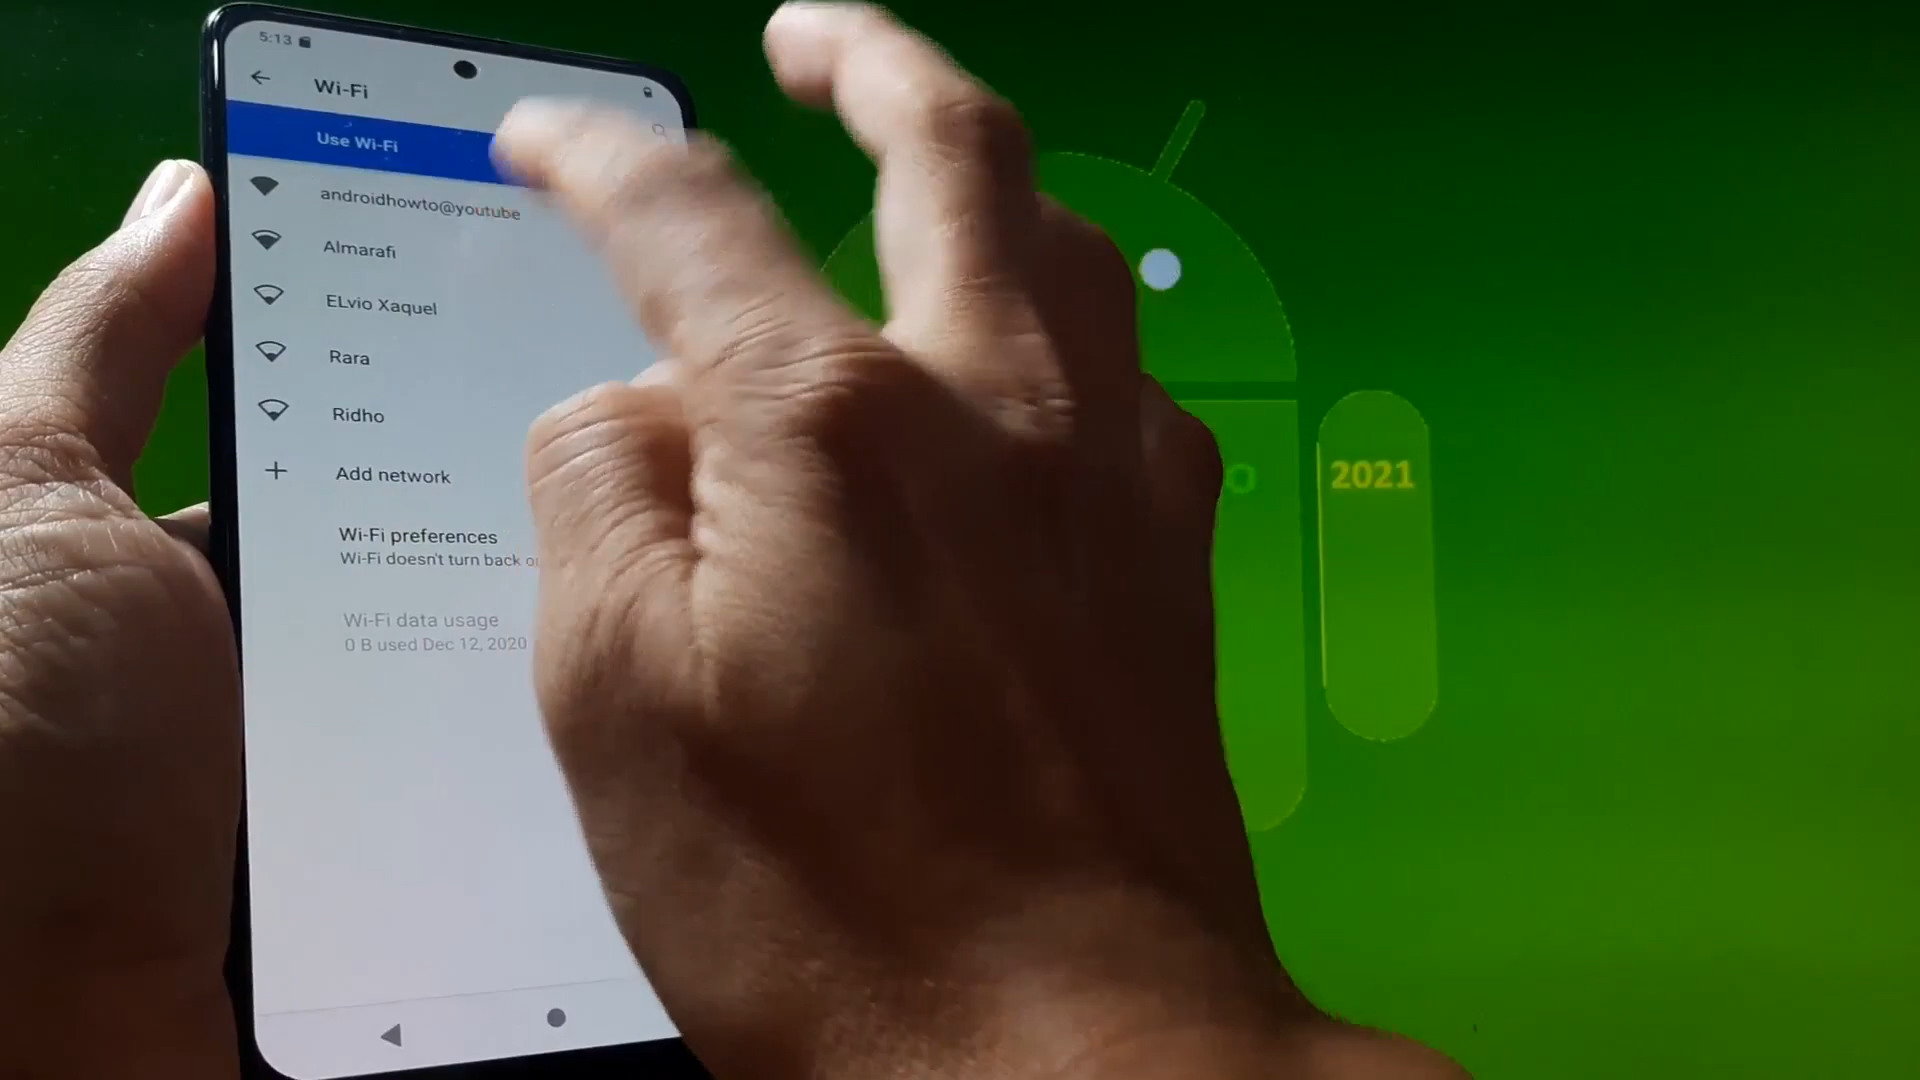 5:13
Wi-Fi
Use Wi-Fi
androidhowto@youtube
Almarafi
ELvio Xaquel
Rara
Ridho
Add network
Wi-Fi preferences
Wi-Fi doesn't turn back
Wi-Fi data usage
0 B used Dec 12, 2020
2021